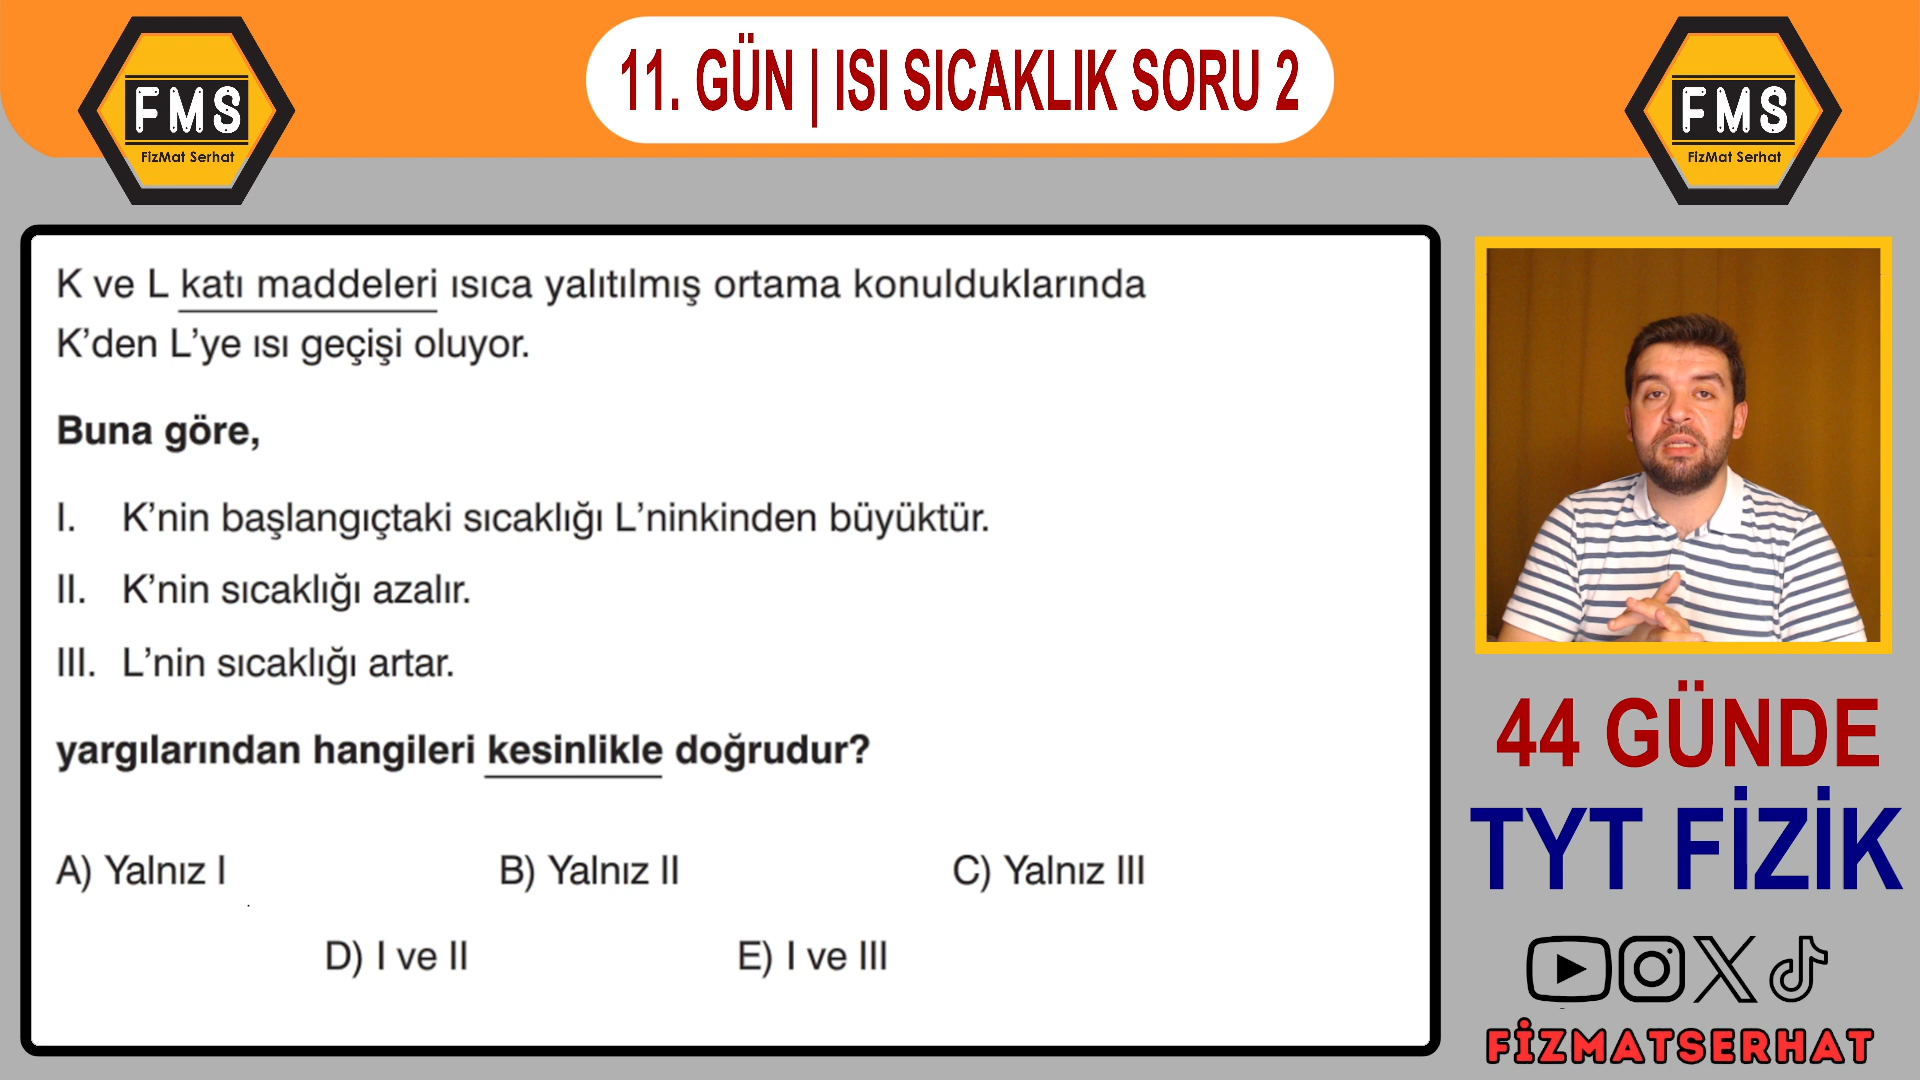 11. GÜN | ISI SICAKLIK SORU 2
FMS
FizMat Serhat
FMS
FizMat Serhat
K ve L katı maddeleri ısıca yalıtılmış ortama konulduklarında
K’den L’ye ısı geçişi oluyor.
Buna göre,
I. K’nin başlangıçtaki sıcaklığı L’ninkinden büyüktür.
II. K’nin sıcaklığı azalır.
III. L’nin sıcaklığı artar.
yargılarından hangileri kesinlikle doğrudur?
A) Yalnız I B) Yalnız II C) Yalnız III
D) I ve II E) I ve III
44 GÜNDE
TYT FİZİK
FİZMATSERHAT